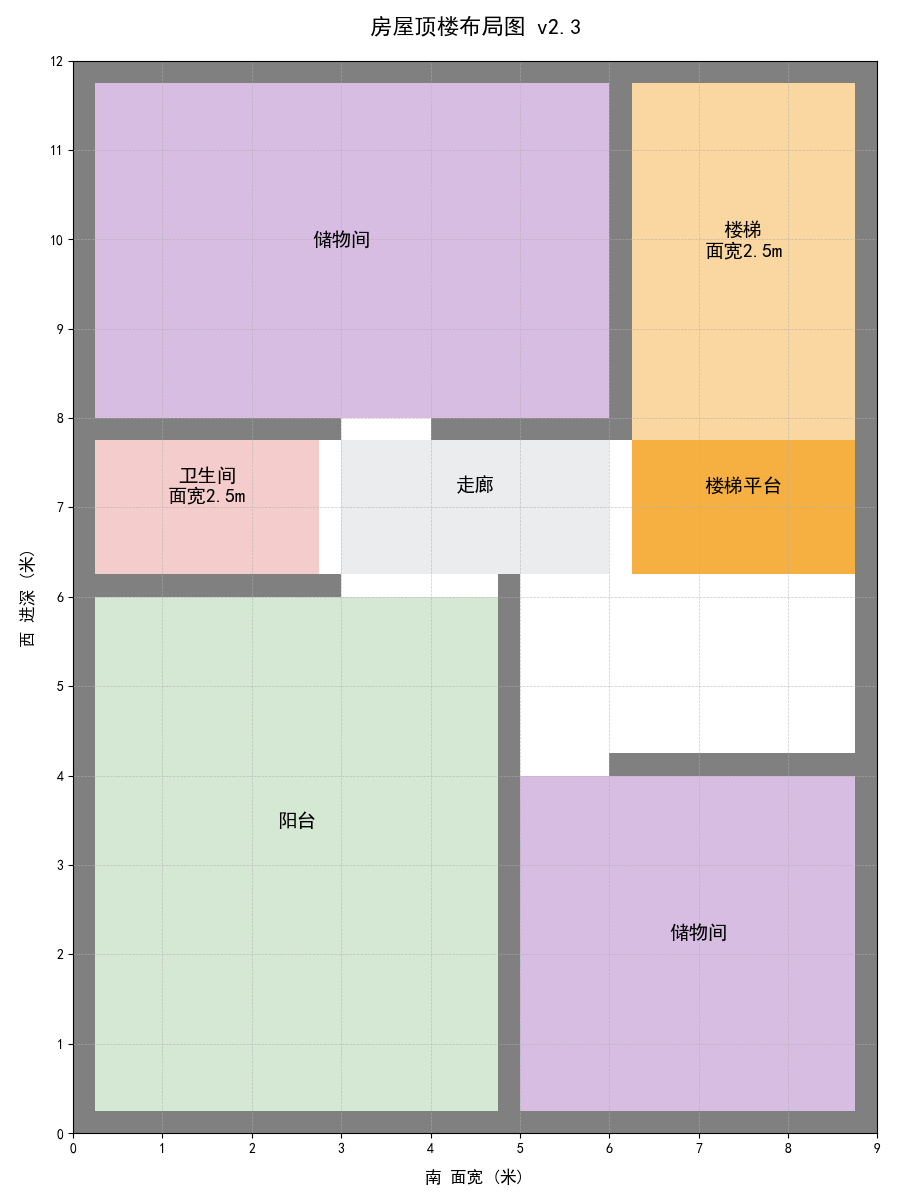 房屋顶楼布局图 v2.3
12
11
10
9
8
7
6
5
4
3
2
1
0
西 进深 (米)
储物间
楼梯
面宽2.5m
卫生间
面宽2.5m
走廊
楼梯平台
阳台
储物间
0 1 2 3 4 5 6 7 8 9
南 面宽 (米)